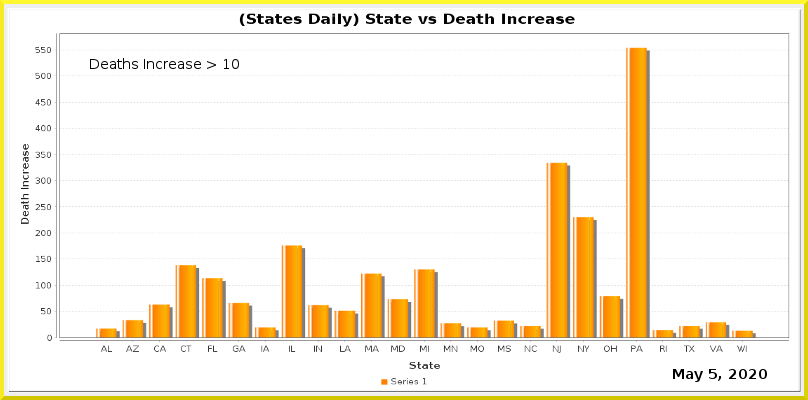 (States Daily) State vs Death Increase
Deaths Increase > 10
Death Increase
550
500
450
400
350
300
250
200
150
100
50
0
AL AZ CA CT FL GA IA IL IN LA MA MD MI MN MO MS NC NJ NY OH PA RI TX VA WI
State
Series 1
May 5, 2020